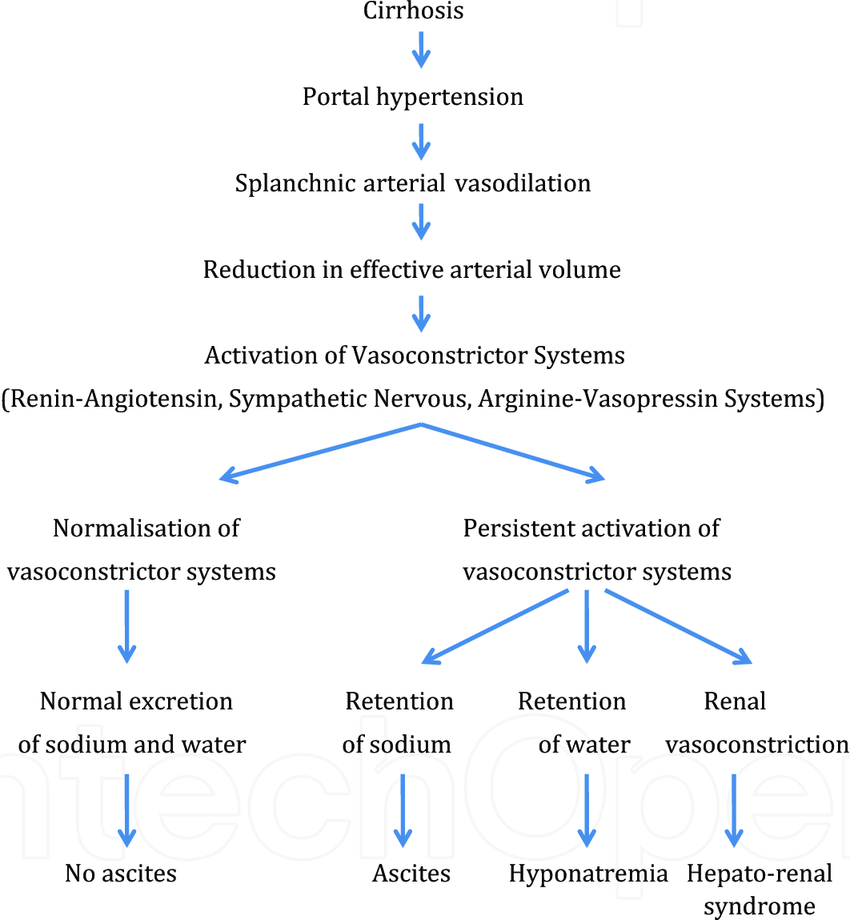 Cirrhosis
Portal hypertension
Splanchnic arterial vasodilation
Reduction in effective arterial volume
Activation of Vasoconstrictor Systems
(Renin-Angiotensin, Sympathetic Nervous, Arginine-Vasopressin Systems)
Normalisation of
vasoconstrictor systems
Persistent activation of
vasoconstrictor systems
Normal excretion
of sodium and water
Retention
of sodium
Retention
of water
Renal
vasoconstriction
No ascites
Ascites
Hyponatremia
Hepato-renal
syndrome
ntechOpe